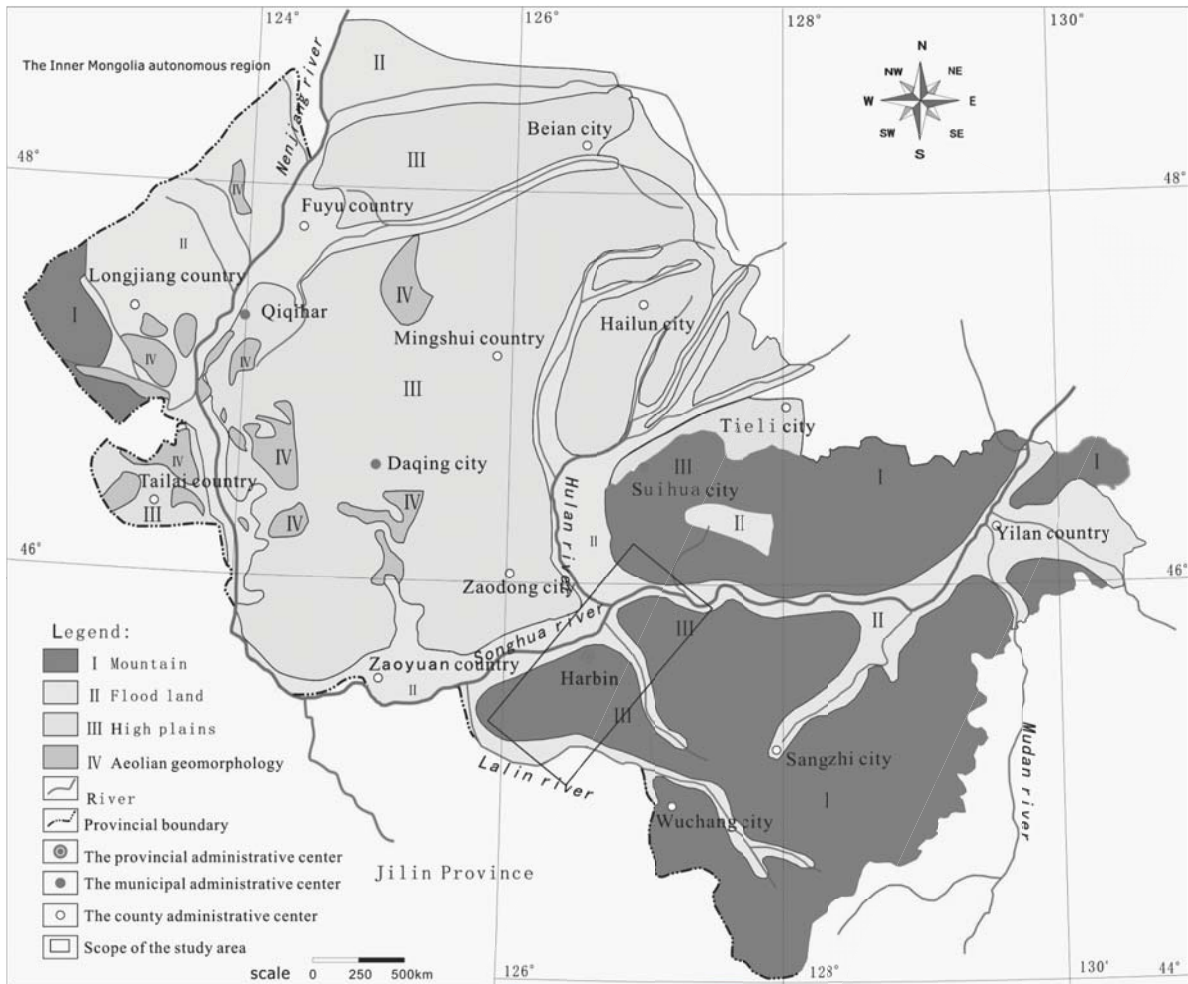 124°
126°
128°
130°
The Inner Mongolia autonomous region
Nenjiang river
II
N
NW
NE
W
E
SW
SE
S
Beian city
III
48°
48°
IV
Fuyu country
II
Longjiang country
IV
I
Qiqihar
Hailun city
Mingshui country
IV
IV
III
Tieli city
IV
IV
Daqing city
III
I
I
Tailai country
Suihua city
IV
III
IV
II
Hulan river
Yilan country
II
46°
46°
Zaodong city
Songhua river
II
III
Legend:
I Mountain
II Flood land
III High plains
IV Aeolian geomorphology
River
Provincial boundary
The provincial administrative center
The municipal administrative center
The county administrative center
Scope of the study area
Zaoyuan country
II
Harbin
III
Lalin river
Sangzhi city
Mudan river
I
Wuchang city
Jilin Province
scale
0 250 500km
126°
128°
130'
44°